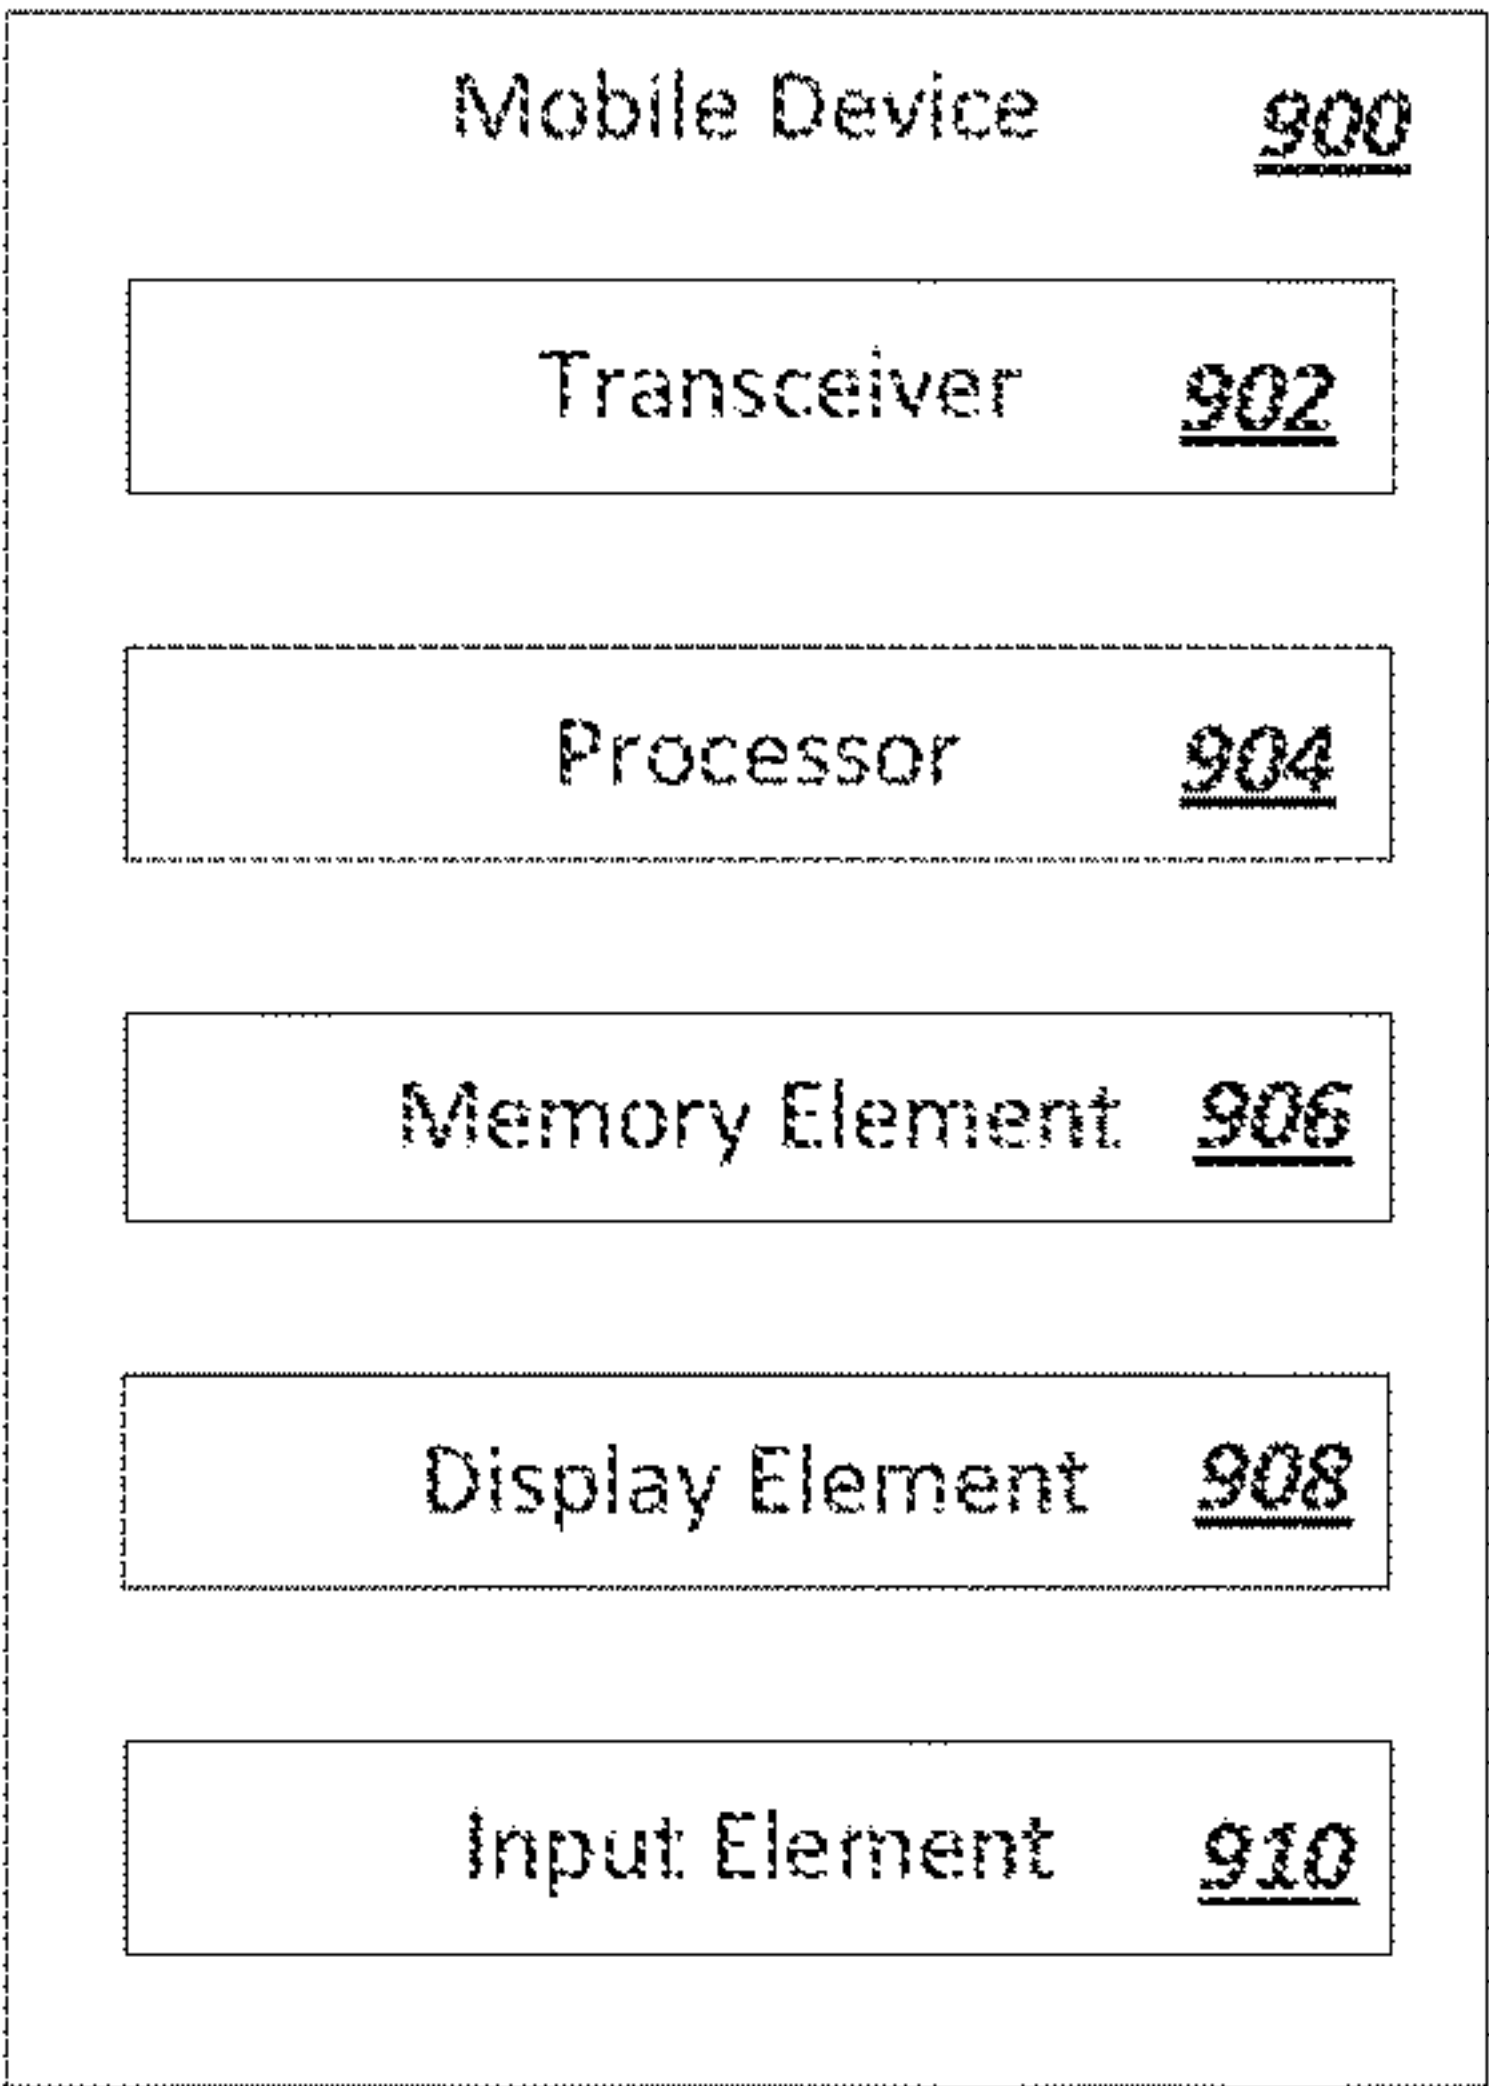 Mobile Device 900
Transceiver 902
Processor 904
Memory Element 906
Display Element 908
Input Element 910